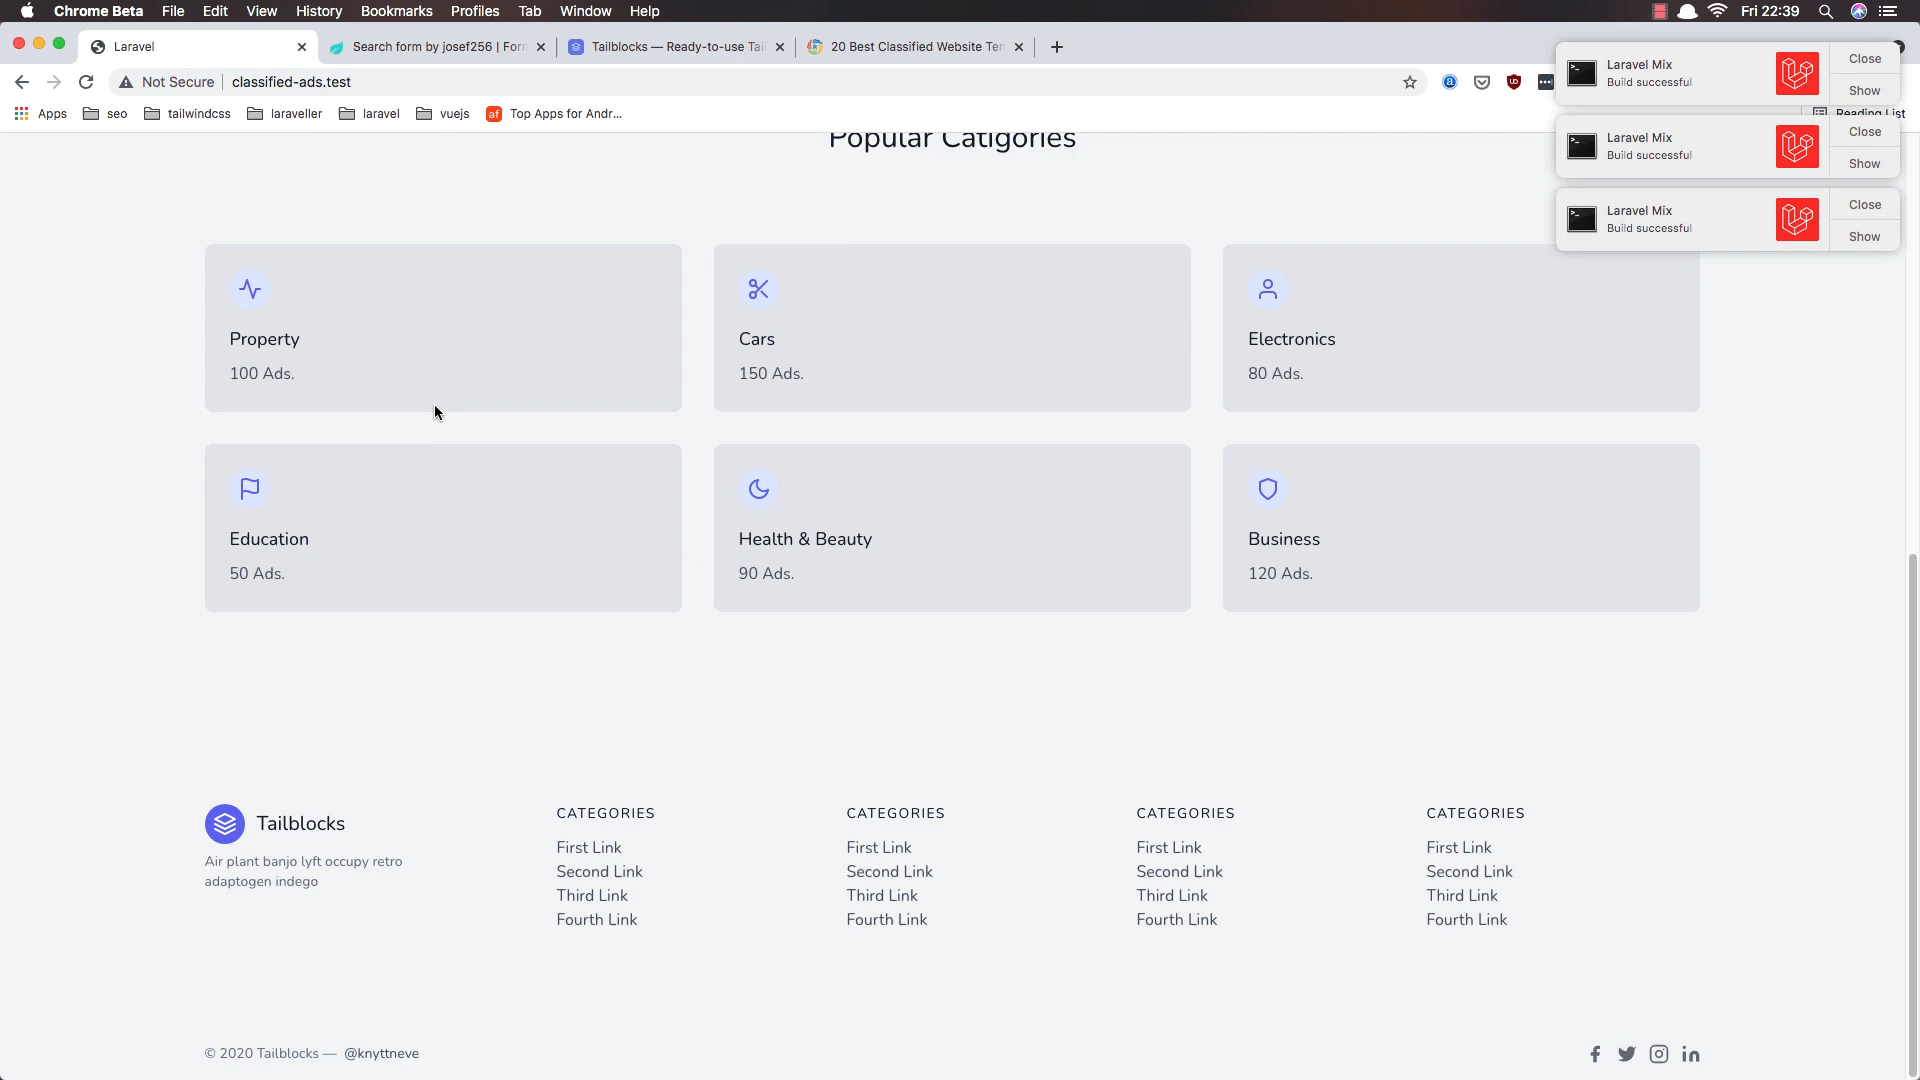 Chrome Beta File Edit View History Bookmarks Profiles Tab Window Help Fri 22:39
Laravel Search form by josef256 | Form Tailblocks — Ready-to-use Tail 20 Best Classified Website Tem
Not Secure classified-ads.test
Apps seo tailwindcss laraveller laravel vuejs af Top Apps for Andr... Reading List
Laravel Mix
Build successful
Close
Show
Laravel Mix
Build successful
Close
Show
Laravel Mix
Build successful
Close
Show
Popular Catigories
Property
100 Ads.
Cars
150 Ads.
Electronics
80 Ads.
Education
50 Ads.
Health & Beauty
90 Ads.
Business
120 Ads.
Tailblocks
Air plant banjo lyft occupy retro
adaptogen indego
CATEGORIES
First Link
Second Link
Third Link
Fourth Link
CATEGORIES
First Link
Second Link
Third Link
Fourth Link
CATEGORIES
First Link
Second Link
Third Link
Fourth Link
CATEGORIES
First Link
Second Link
Third Link
Fourth Link
© 2020 Tailblocks — @knyttneve